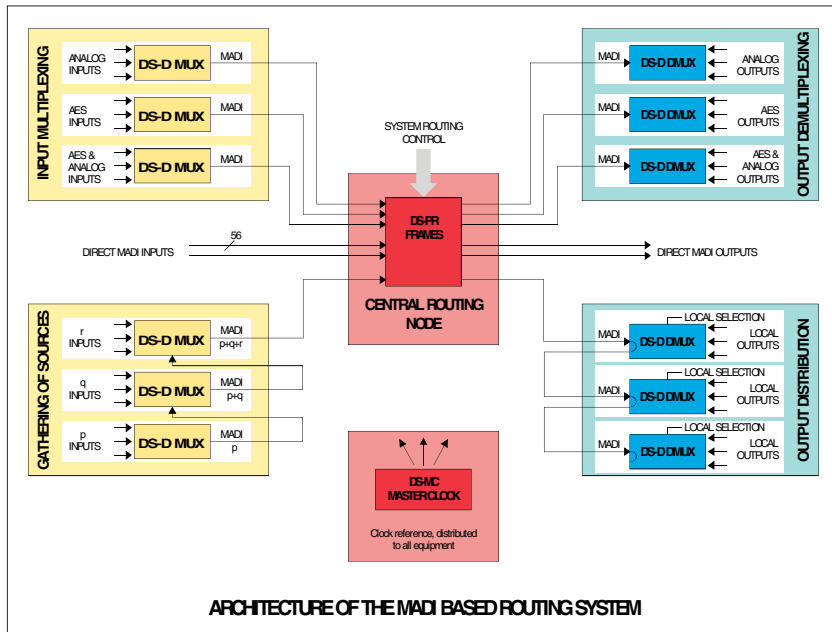 INPUT MULTIPLEXING
ANALOG
INPUTS
DS-D MUX
MADI
AES
INPUTS
DS-D MUX
MADI
AES &
ANALOG
INPUTS
DS-D MUX
MADI
SYSTEM ROUTING
CONTROL
OUTPUT DEMULTIPLEXING
MADI
DS-D DMUX
ANALOG
OUTPUTS
MADI
DS-D DMUX
AES
OUTPUTS
MADI
DS-D DMUX
AES &
ANALOG
OUTPUTS
DIRECT MADI INPUTS
56
DS-PR
FRAMES
CENTRAL ROUTING
NODE
DIRECT MADI OUTPUTS
GATHERING OF SOURCES
r
INPUTS
DS-D MUX
MADI
p+q+r
q
INPUTS
DS-D MUX
MADI
p+q
p
INPUTS
DS-D MUX
MADI
p
OUTPUT DISTRIBUTION
LOCAL SELECTION
MADI
DS-D DMUX
LOCAL
OUTPUTS
LOCAL SELECTION
MADI
DS-D DMUX
LOCAL
OUTPUTS
LOCAL SELECTION
MADI
DS-D DMUX
LOCAL
OUTPUTS
DS-MC
MASTER CLOCK
Clock reference, distributed
to all equipment
ARCHITECTURE OF THE MADI BASED ROUTING SYSTEM